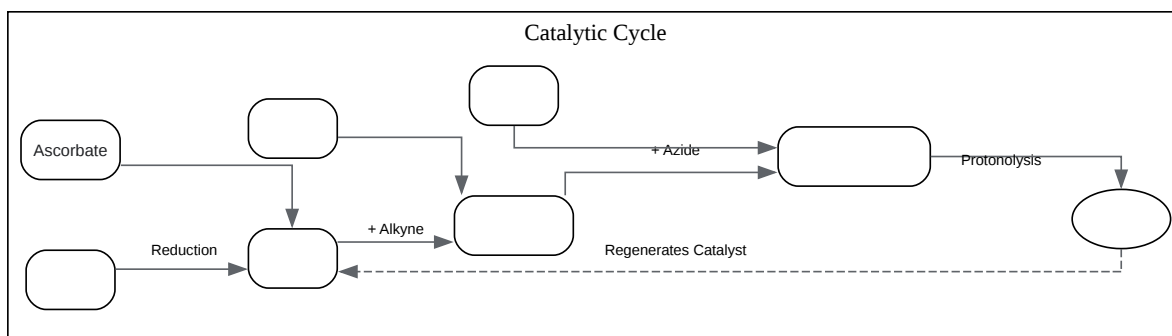 Catalytic Cycle
Ascorbate
+ Azide
Protonolysis
+ Alkyne
Reduction
Regenerates Catalyst